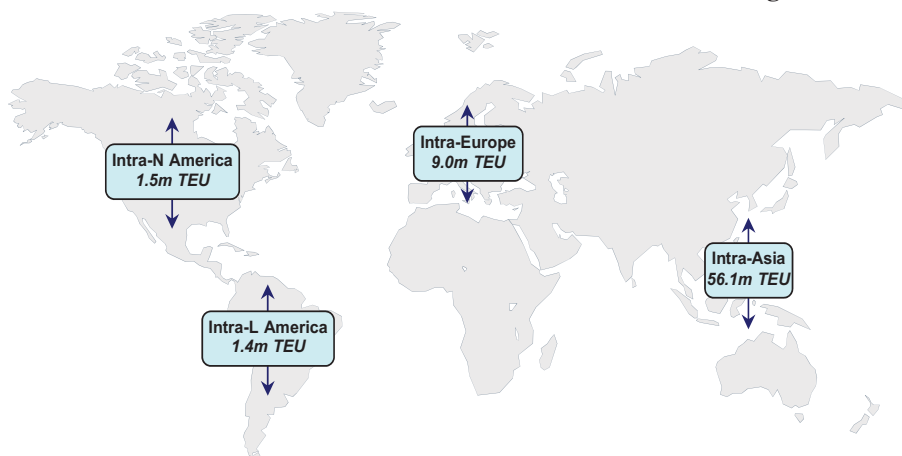 Intra-N America
1.5m TEU
Intra-Europe
9.0m TEU
Intra-Asia
56.1m TEU
Intra-L America
1.4m TEU